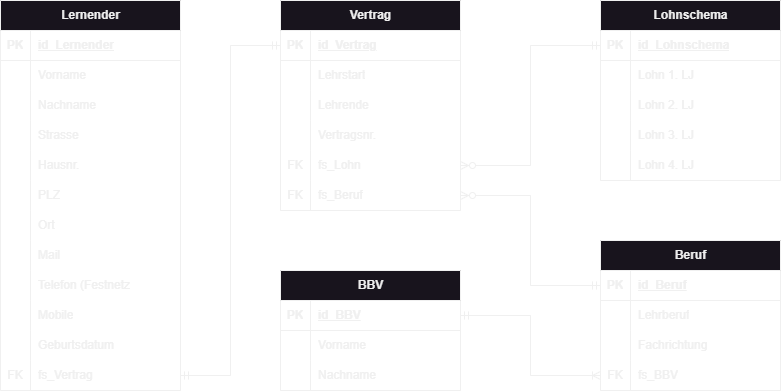 Lernender
PK id_Lernender
Vorname
Nachname
Strasse
Hausnr.
PLZ
Ort
Mail
Telefon (Festnetz
Mobile
Geburtsdatum
FK fs_Vertrag
Vertrag
PK id_Vertrag
Lehrstart
Lehrende
Vertragsnr.
FK fs_Lohn
FK fs_Beruf
Lohnschema
PK id_Lohnschema
Lohn 1. LJ
Lohn 2. LJ
Lohn 3. LJ
Lohn 4. LJ
BBV
PK id_BBV
Vorname
Nachname
Beruf
PK id_Beruf
Lehrberuf
Fachrichtung
FK fs_BBV